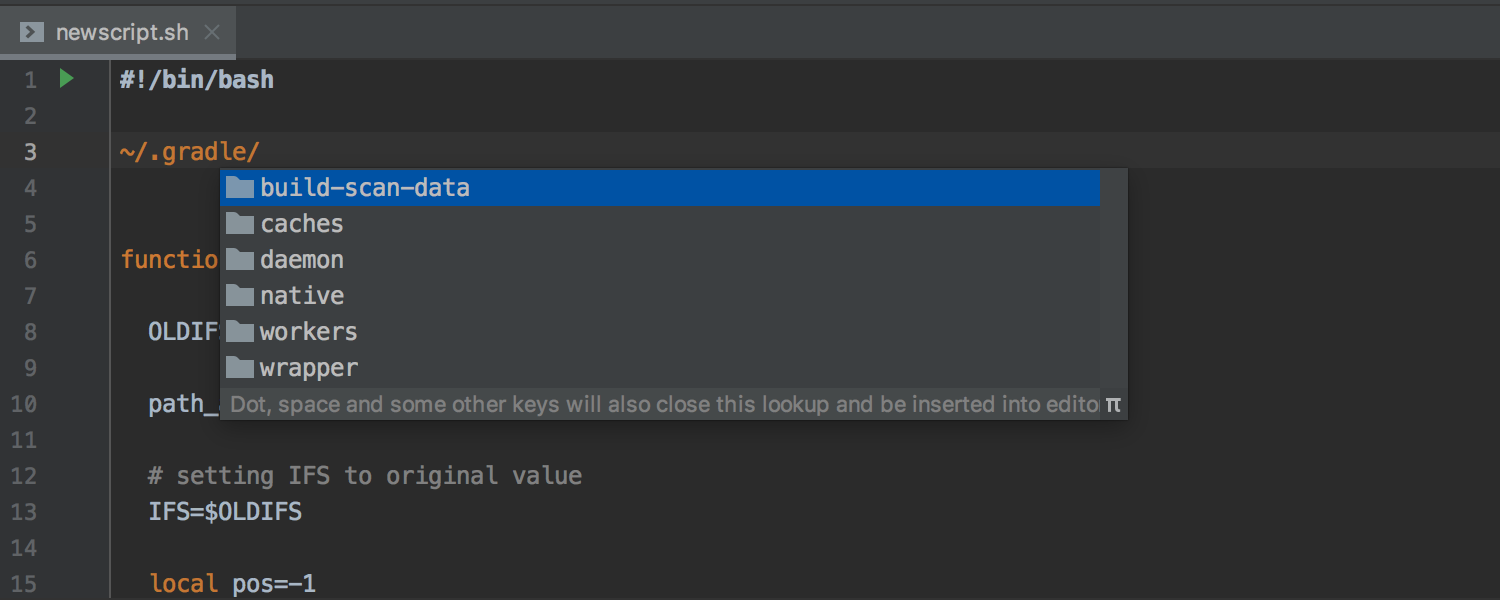 newscript.sh
1 #!/bin/bash
2
3 ~/.gradle/
4 build-scan-data
5 caches
6 daemon
7 native
8 OLDIF workers
9 wrapper
10 path_ Dot, space and some other keys will also close this lookup and be inserted into edito π
11
12 # setting IFS to original value
13 IFS=$OLDIFS
14
15 local pos=-1